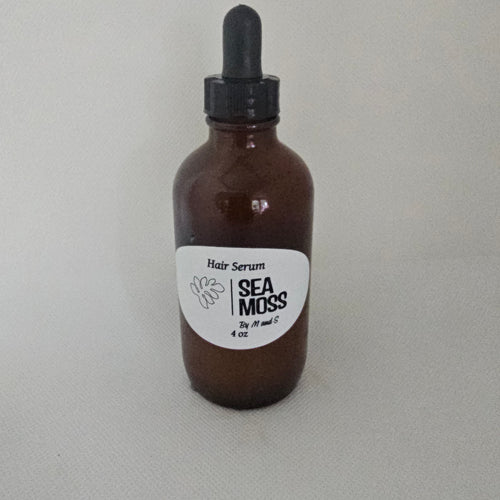 Hair Serum
SEA
MOSS
By M and S
4 oz